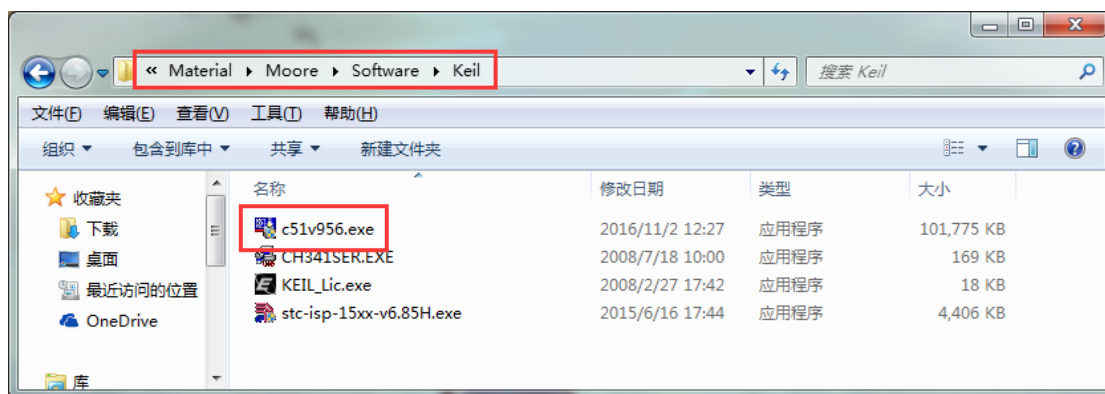 « Material ▸ Moore ▸ Software ▸ Keil 搜索 Keil
文件(F) 编辑(E) 查看(V) 工具(T) 帮助(H)
组织 包含到库中 共享 新建文件夹
收藏夹
下载
桌面
最近访问的位置
OneDrive
库
名称 修改日期 类型 大小
c51v956.exe 2016/11/2 12:27 应用程序 101,775 KB
CH341SER.EXE 2008/7/18 10:00 应用程序 169 KB
KEIL_Lic.exe 2008/2/27 17:42 应用程序 18 KB
stc-isp-15xx-v6.85H.exe 2015/6/16 17:44 应用程序 4,406 KB